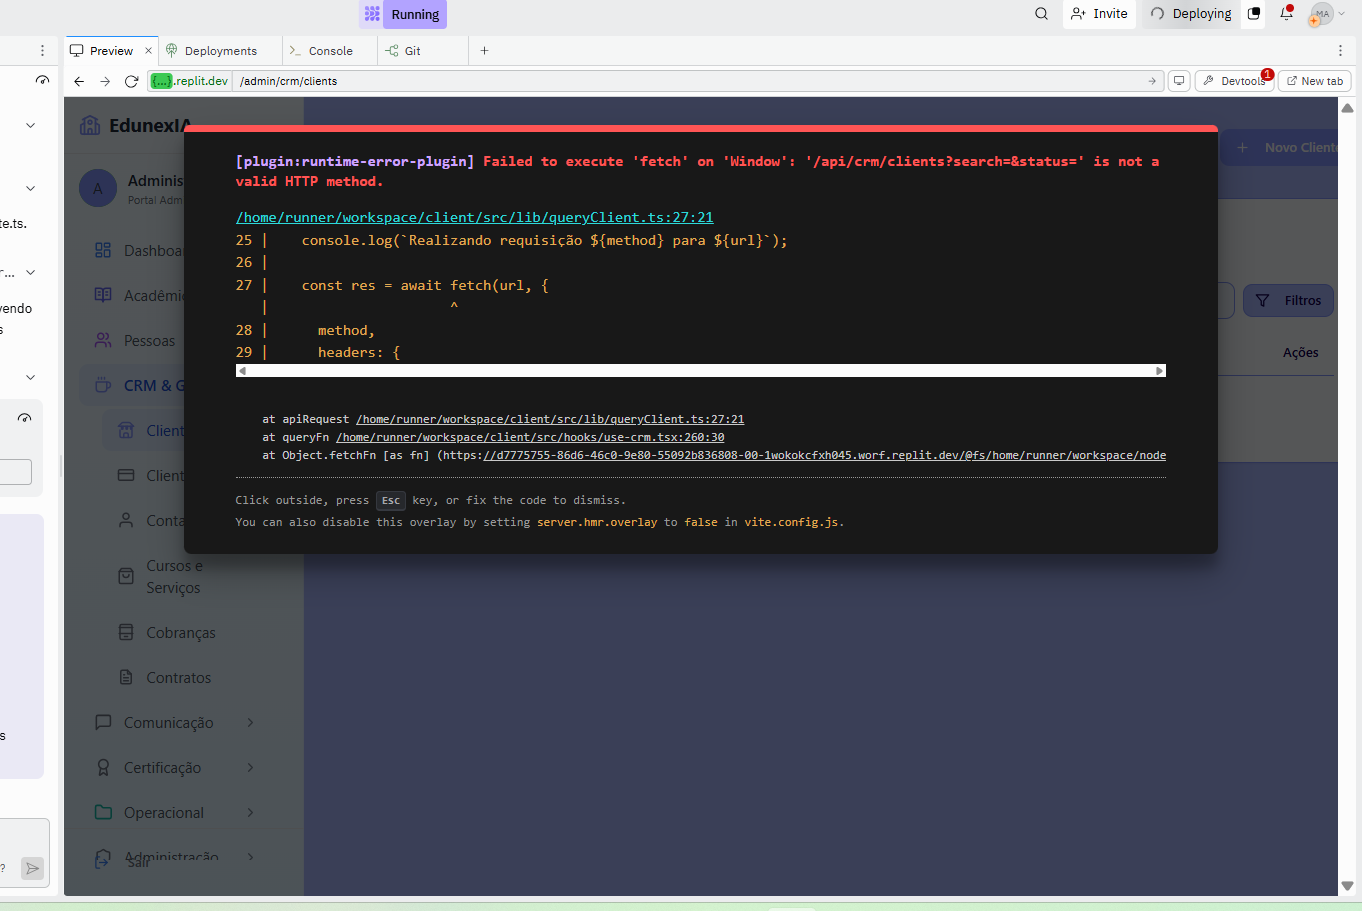 Running
Invite
Deploying
MA
Preview
Deployments
Console
Git
{...}.replit.dev
/admin/crm/clients
Devtools
1
New tab
EdunexIA
A
Adminis
Portal Adm
te.ts.
r...
vendo
s
s
?
Dashboa
Acadêmi
Pessoas
CRM & G
Client
Client
Conta
Cursos e
Serviços
Cobranças
Contratos
Comunicação
Certificação
Operacional
Administração
Sair
Novo Cliente
Filtros
Ações
[plugin:runtime-error-plugin] Failed to execute 'fetch' on 'Window': '/api/crm/clients?search=&status=' is not a
valid HTTP method.
/home/runner/workspace/client/src/lib/queryClient.ts:27:21
25 |    console.log(`Realizando requisição ${method} para ${url}`);
26 |
27 |    const res = await fetch(url, {
   |                      ^
28 |      method,
29 |      headers: {
at apiRequest /home/runner/workspace/client/src/lib/queryClient.ts:27:21
at queryFn /home/runner/workspace/client/src/hooks/use-crm.tsx:260:30
at Object.fetchFn [as fn] (https://d7775755-86d6-46c0-9e80-55092b836808-00-1wokokcfxh045.worf.replit.dev/@fs/home/runner/workspace/node
Click outside, press Esc key, or fix the code to dismiss.
You can also disable this overlay by setting server.hmr.overlay to false in vite.config.js.